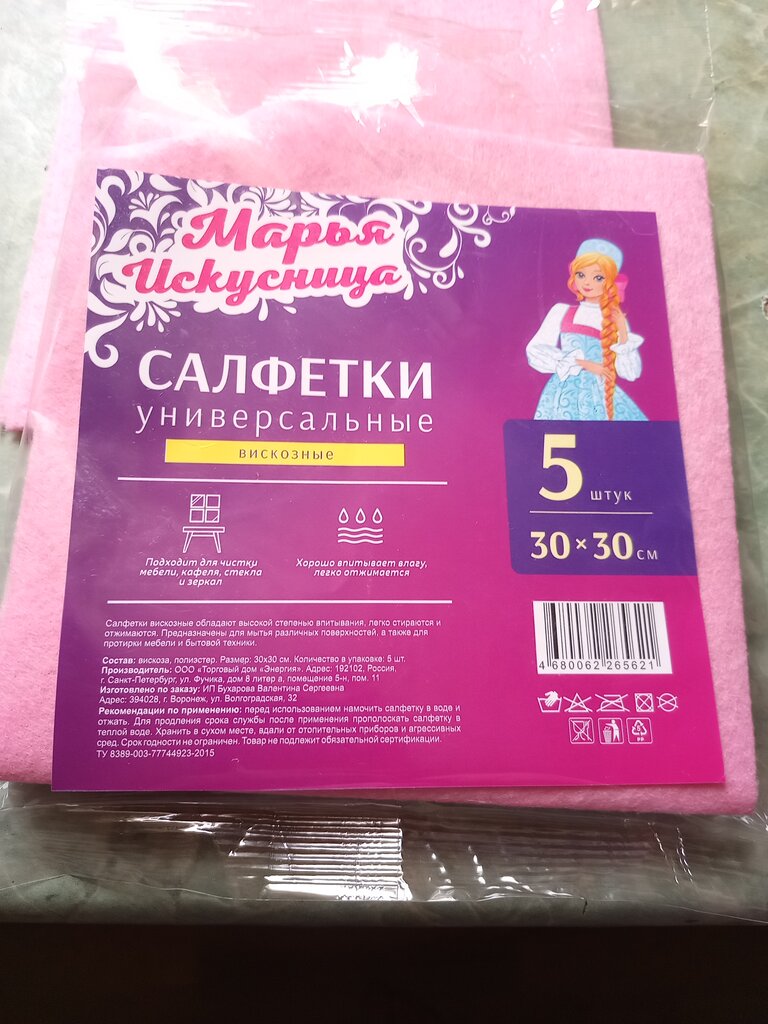 Марья
Искусница
САЛФЕТКИ
универсальные
вискозные
5 штук
30×30 см
Подходит для чистки
мебели, кафеля, стекла
и зеркал
Хорошо впитывает влагу,
легко отжимается
Салфетки вискозные обладают высокой степенью впитывания, легко стираются и
отжимаются. Предназначены для мытья различных поверхностей, а также для
протирки мебели и бытовой техники.
Состав: вискоза, полиэстер. Размер: 30х30 см. Количество в упаковке: 5 шт.
Производитель: ООО «Торговый дом «Энергия». Адрес: 192102, Россия,
г. Санкт-Петербург, ул. Фучика, дом 8 литер а, помещение 5-н, пом. 11
Изготовлено по заказу: ИП Бухарова Валентина Сергеевна
Адрес: 394028, г. Воронеж, ул. Волгоградская, 32
Рекомендации по применению: перед использованием намочить салфетку в воде и
отжать. Для продления срока службы после применения прополоскать салфетку в
теплой воде. Хранить в сухом месте, вдали от отопительных приборов и агрессивных
сред. Срок годности не ограничен. Товар не подлежит обязательной сертификации.
ТУ 8389-003-77744923-2015
4 680062 265621
5
PP